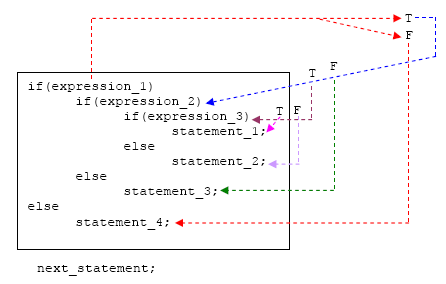 T
F
T F
if(expression_1)
if(expression_2)
T F
if(expression_3)
statement_1;
else
statement_2;
else
statement_3;
else
statement_4;
next_statement;